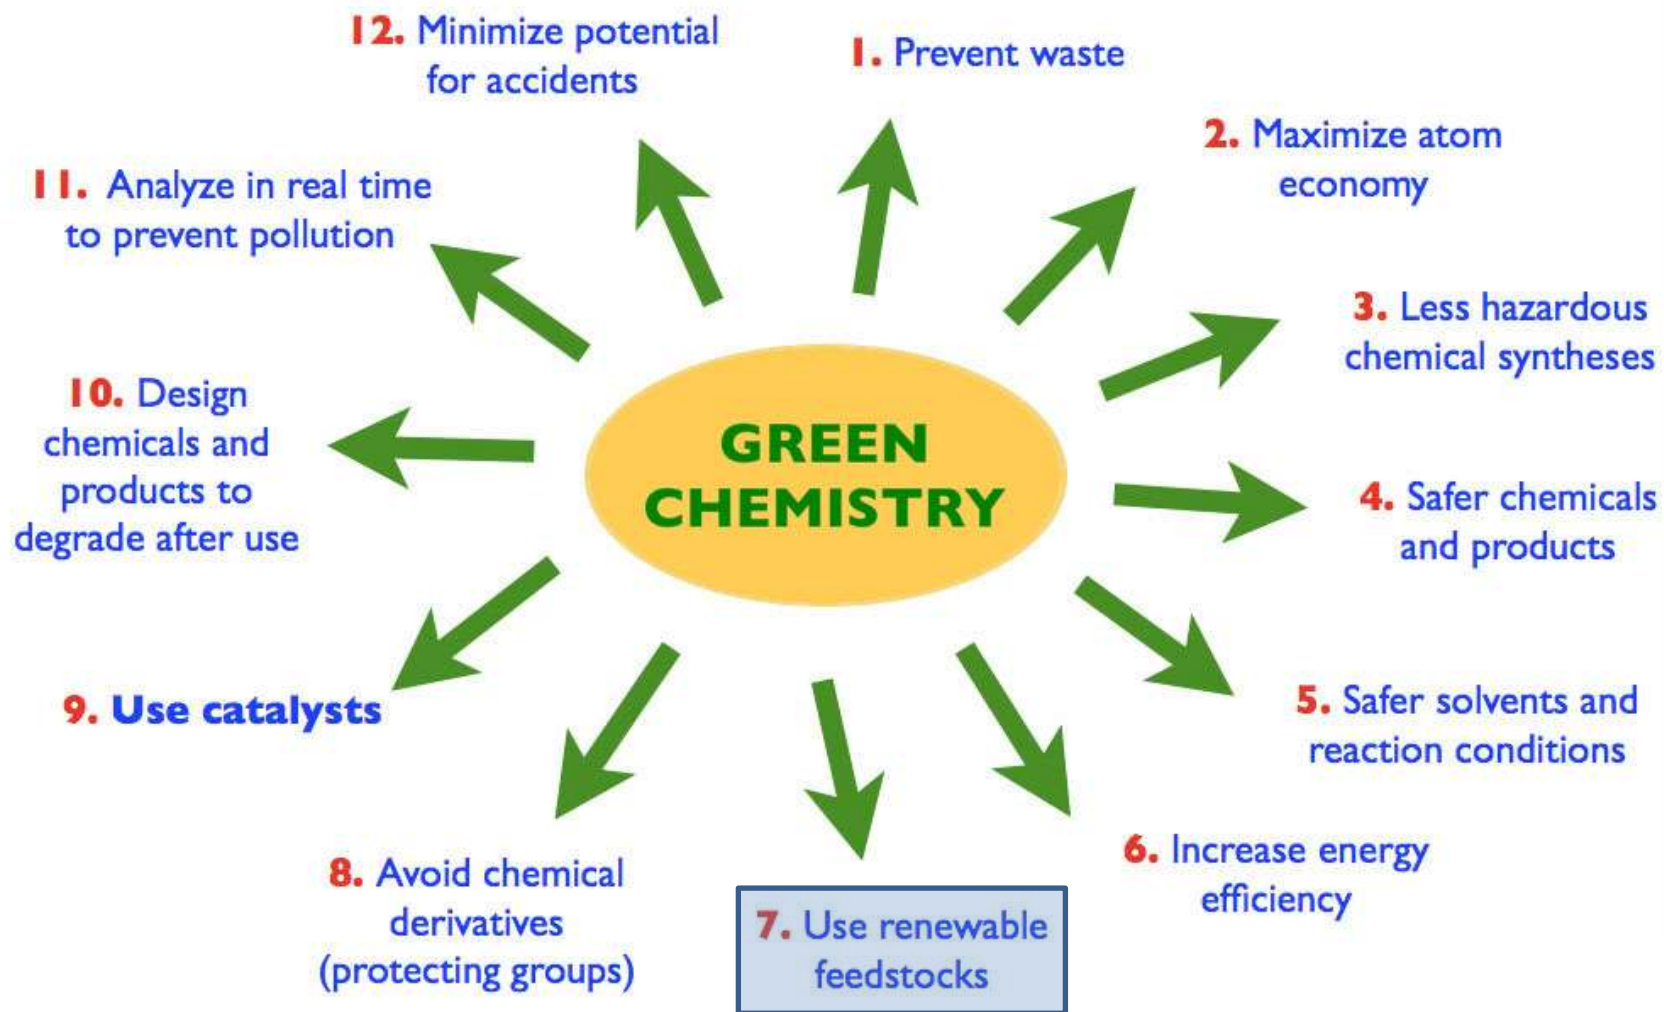 GREEN
CHEMISTRY
1. Prevent waste
2. Maximize atom
economy
3. Less hazardous
chemical syntheses
4. Safer chemicals
and products
5. Safer solvents and
reaction conditions
6. Increase energy
efficiency
7. Use renewable
feedstocks
8. Avoid chemical
derivatives
(protecting groups)
9. Use catalysts
10. Design
chemicals and
products to
degrade after use
11. Analyze in real time
to prevent pollution
12. Minimize potential
for accidents